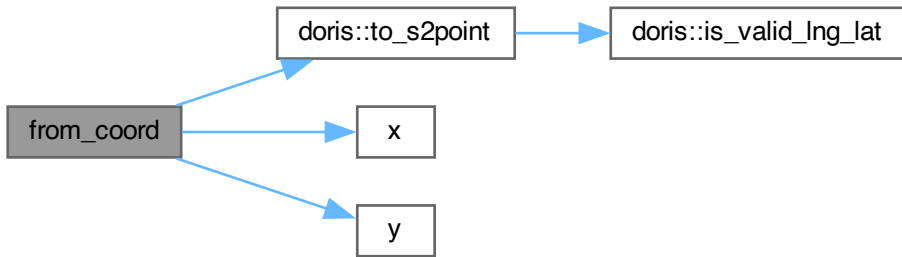 doris::to_s2point
doris::is_valid_lng_lat
from_coord
x
y